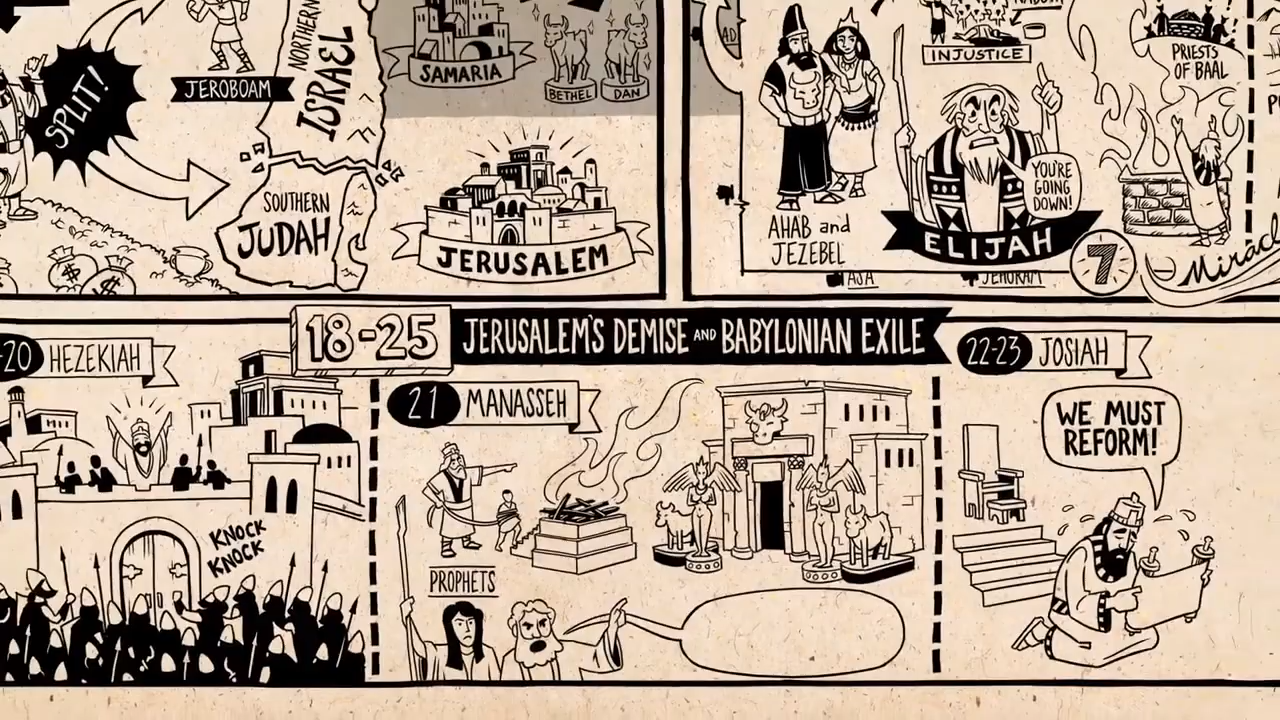 SPLIT!
JEROBOAM
NORTHERN
ISRAEL
SOUTHERN
JUDAH
SAMARIA
BETHEL
DAN
JERUSALEM
AHAB and
JEZEBEL
INJUSTICE
YOU'RE
GOING
DOWN!
ELIJAH
PRIESTS
OF BAAL
7
ASA
JEHORAM
18-25
JERUSALEM'S DEMISE AND BABYLONIAN EXILE
-20 HEZEKIAH
KNOCK
KNOCK
21 MANASSEH
PROPHETS
22-23 JOSIAH
WE MUST
REFORM!